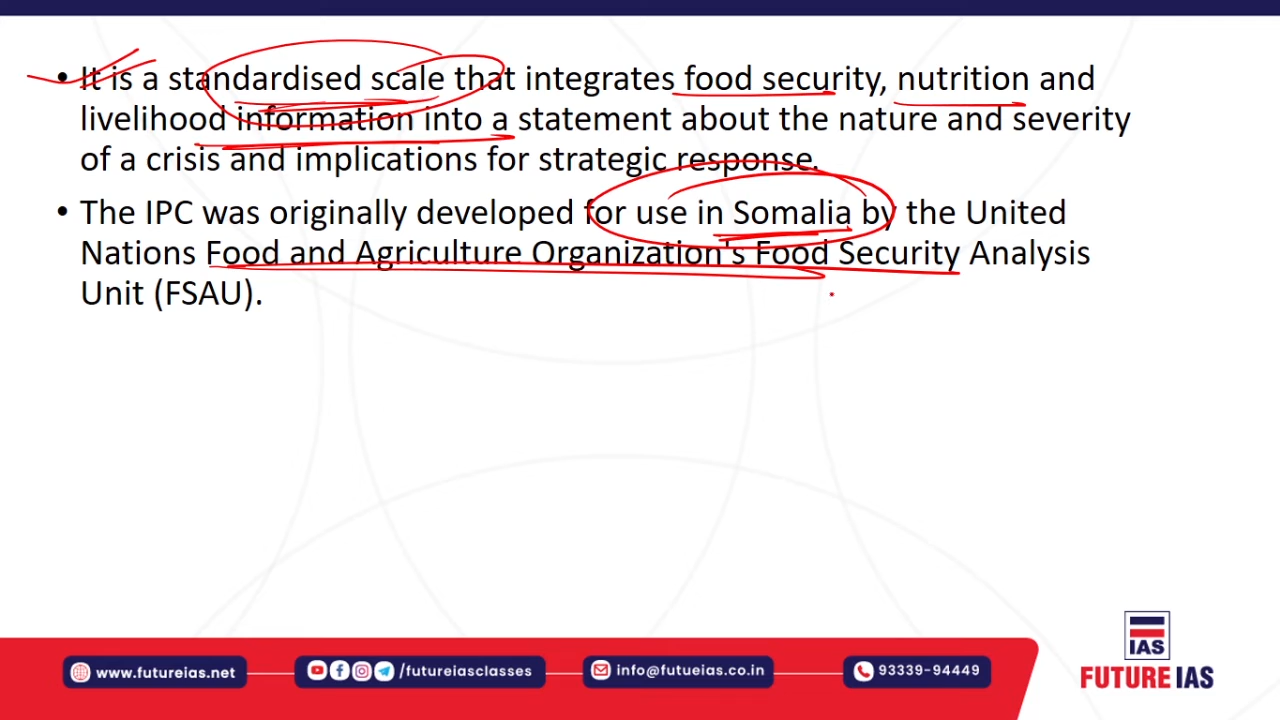 • It is a standardised scale that integrates food security, nutrition and
livelihood information into a statement about the nature and severity
of a crisis and implications for strategic response.
• The IPC was originally developed for use in Somalia by the United
Nations Food and Agriculture Organization's Food Security Analysis
Unit (FSAU).
IAS
FUTURE IAS
www.futureias.net
/futureiasclasses
info@futueias.co.in
93339-94449